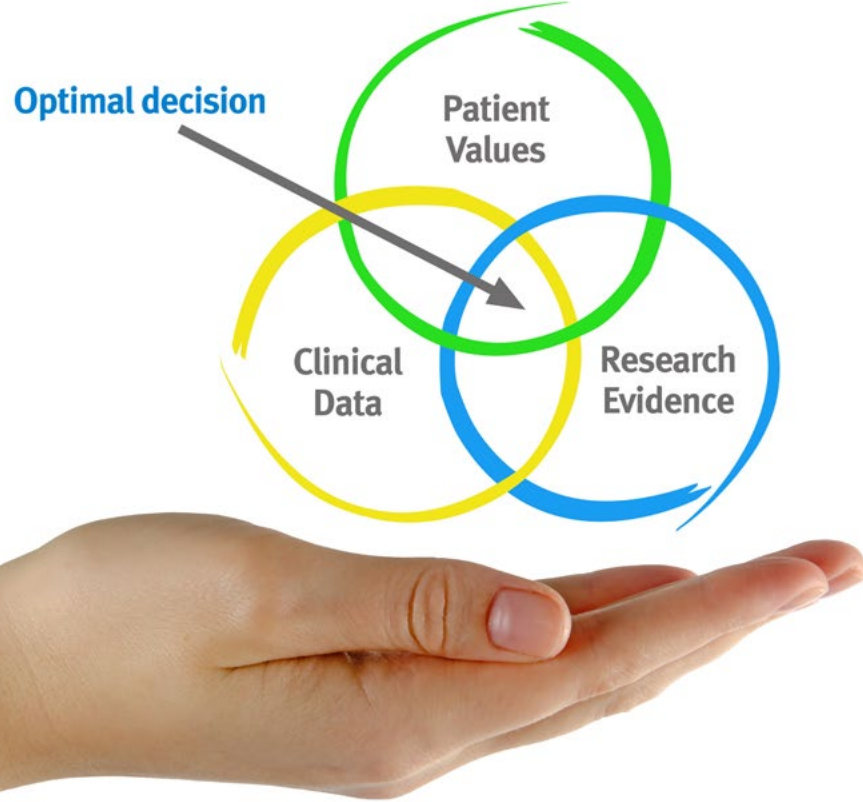 Optimal decision
Patient
Values
Clinical
Data
Research
Evidence